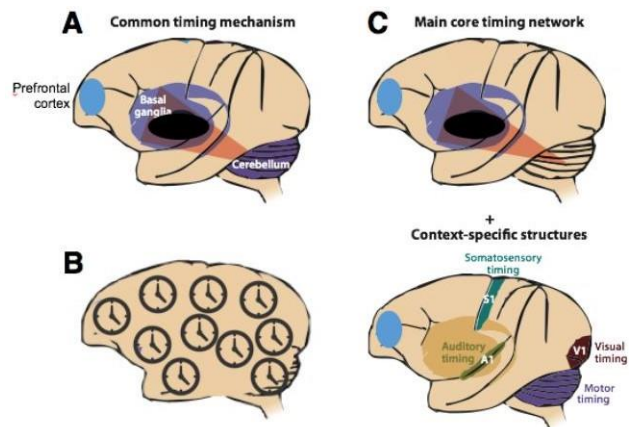 A
Common timing mechanism
Prefrontal
cortex
Basal
ganglia
Cerebellum
B
C
Main core timing network
+
Context-specific structures
Somatosensory
timing
S1
Auditory
timing
A1
V1
Visual
timing
Motor
timing